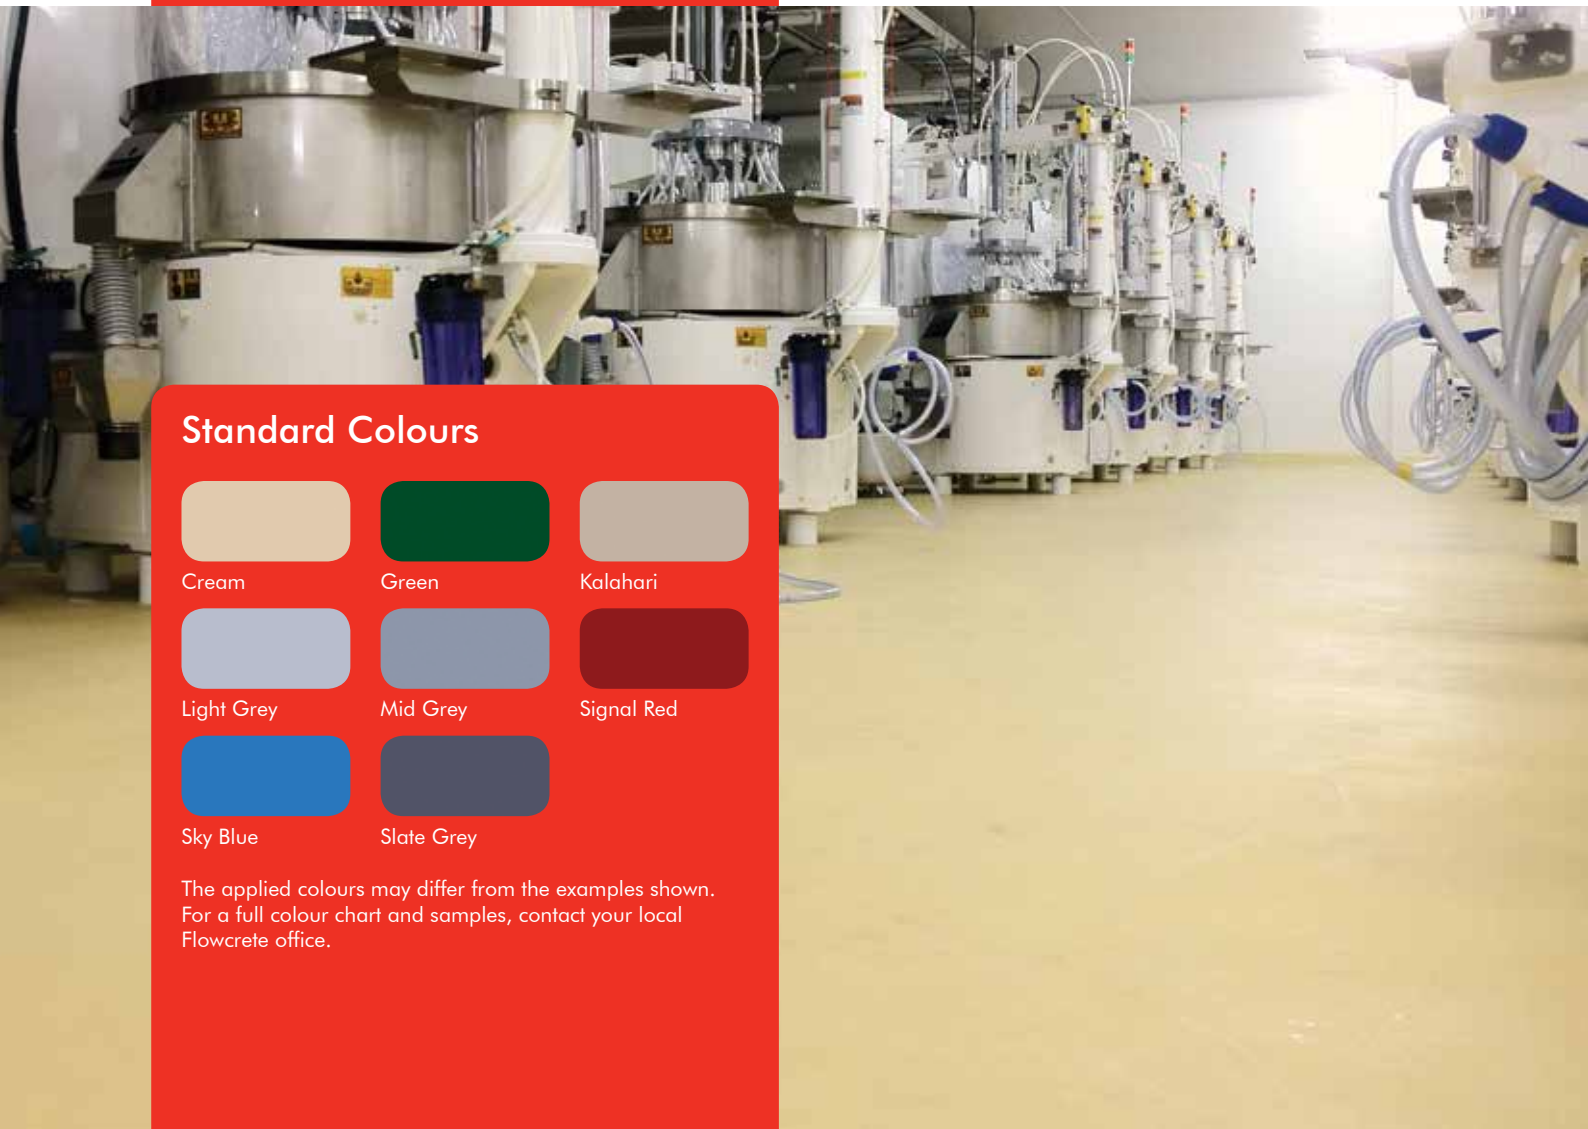 Standard Colours
Cream
Green
Kalahari
Light Grey
Mid Grey
Signal Red
Sky Blue
Slate Grey
The applied colours may differ from the examples shown.
For a full colour chart and samples, contact your local
Flowcrete office.